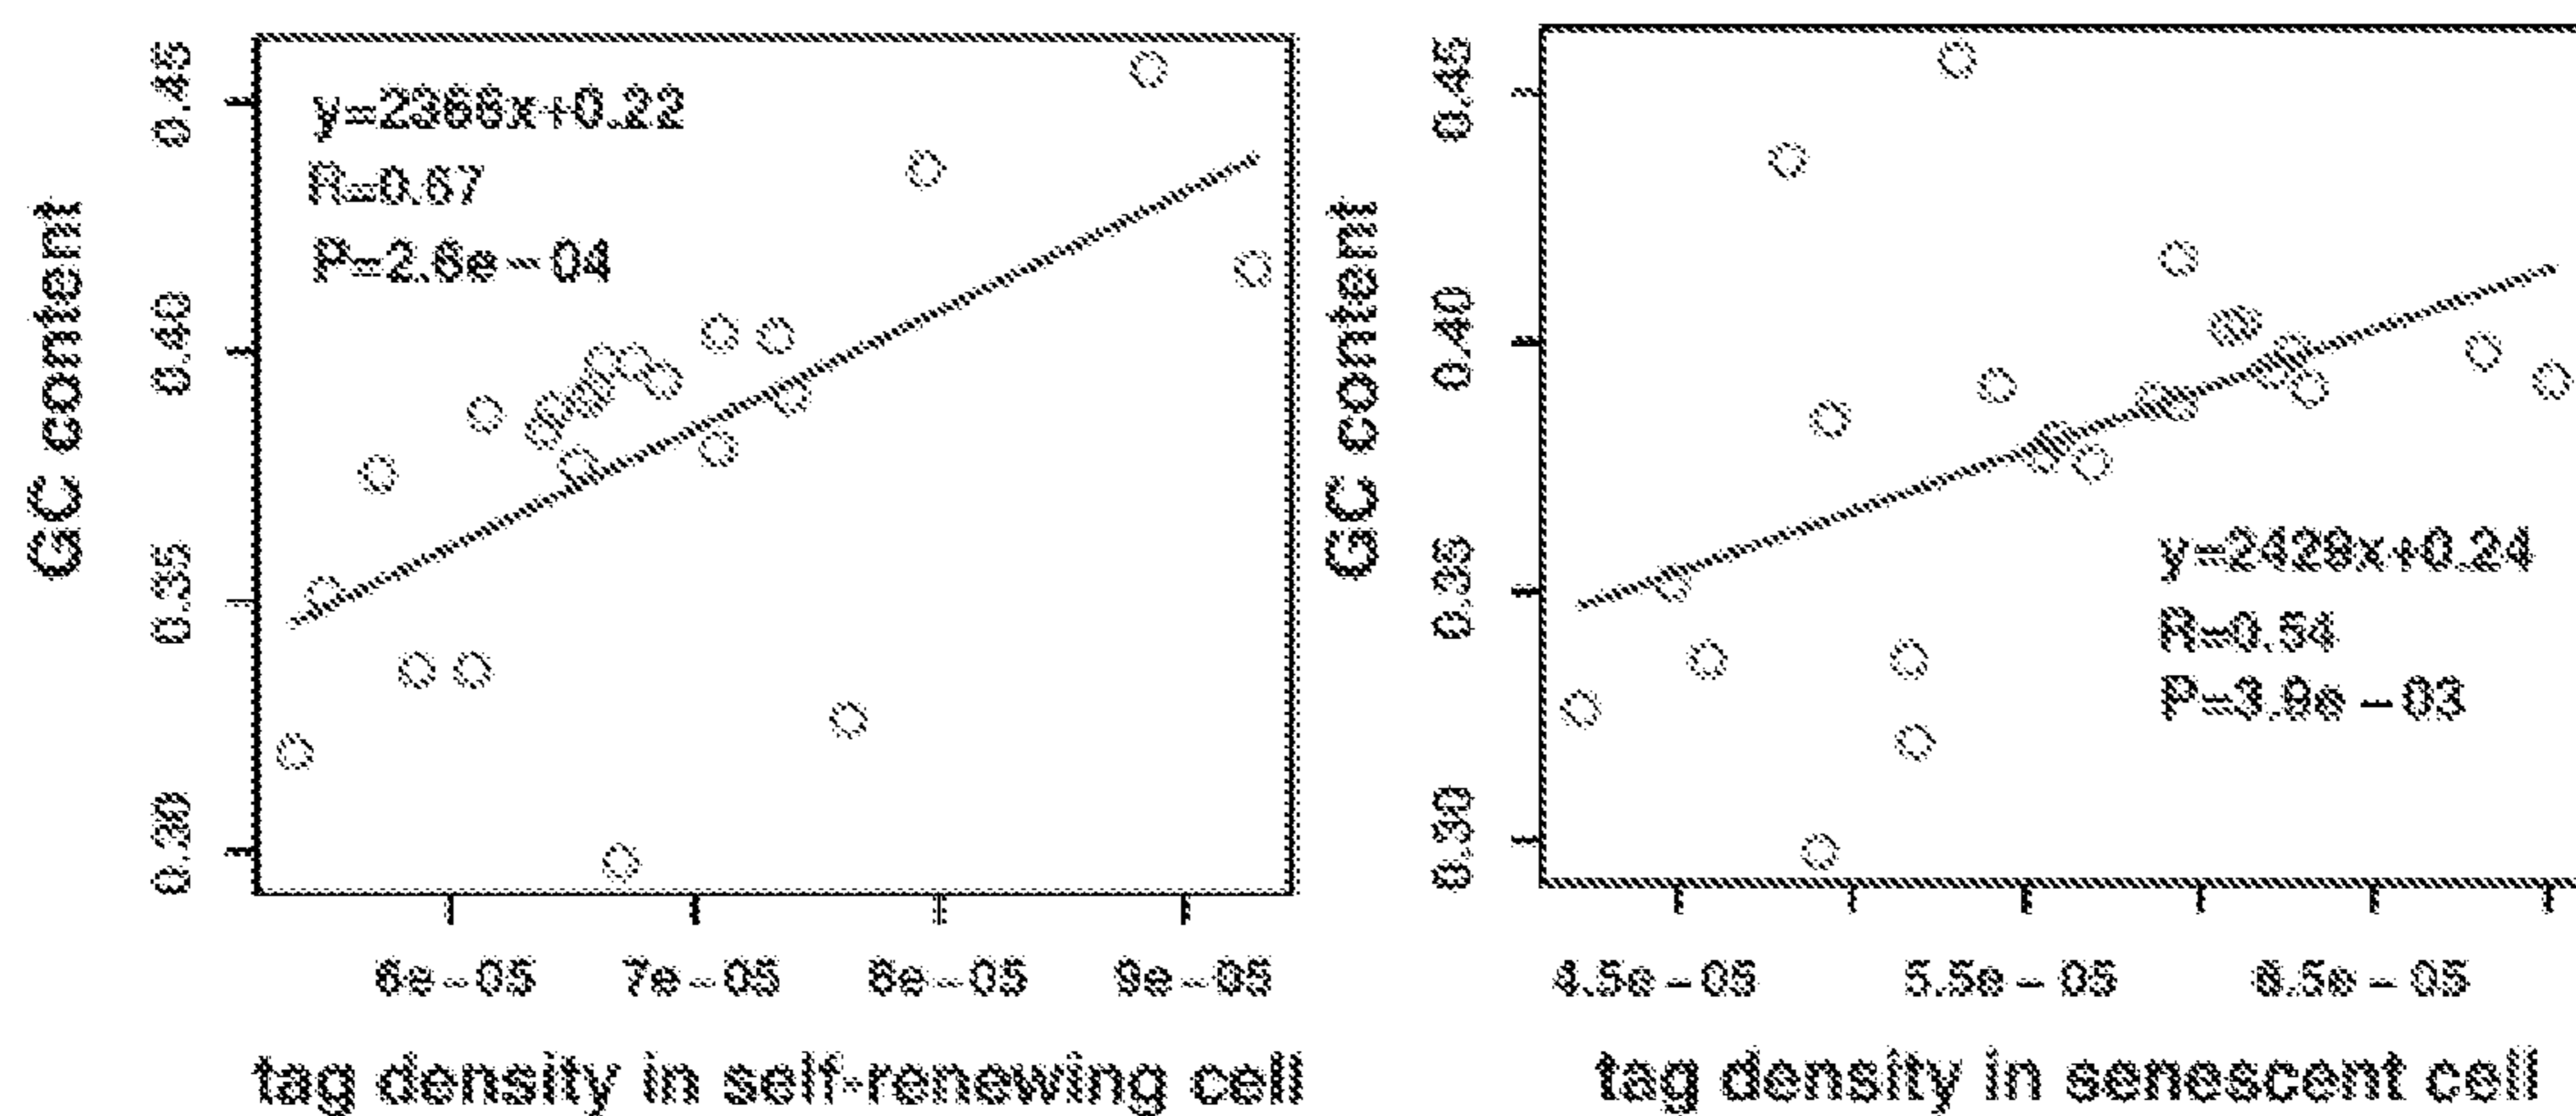 GC content
0.45
0.40
0.35
0.30
y=2366x+0.22
R=0.67
P=2.6e-04
6e-05 7e-05 8e-05 9e-05
tag density in self-renewing cell
GC content
0.45
0.40
0.35
0.30
y=2429x+0.24
R=0.54
P=3.9e-03
4.5e-05 5.5e-05 6.5e-05
tag density in senescent cell